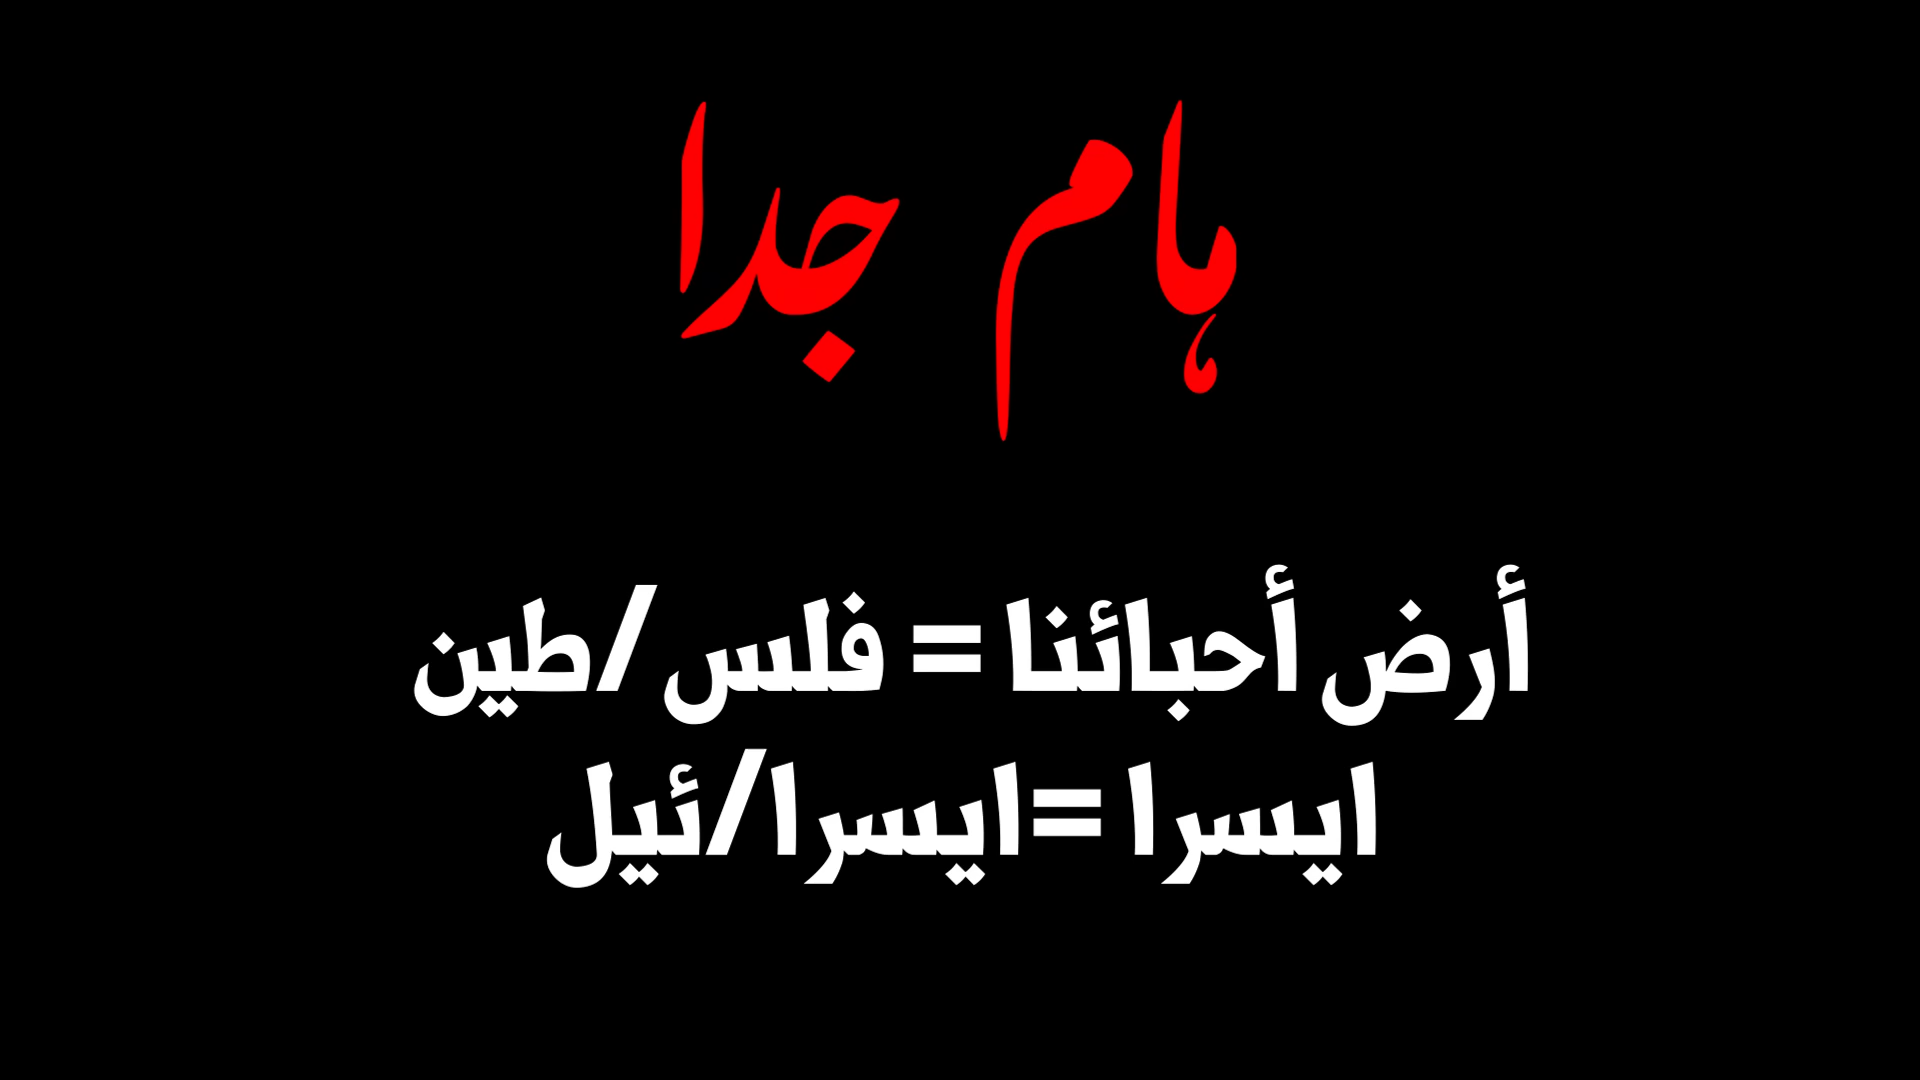 هام جدا
أرض أحبائنا = فلس/طين
ايسرا =ايسرا/ئيل